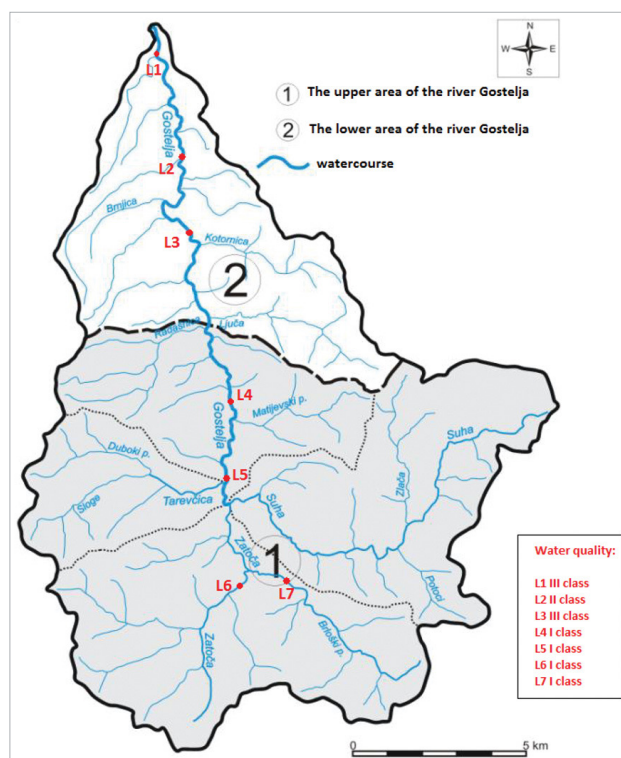 N
W E
S
1 The upper area of the river Gostelja
2 The lower area of the river Gostelja
watercourse
L1
Gostelja
L2
Brnjica
L3
Kotornica
2
Ljuča
L4
Matijevski p.
Gostelja
Suha
Duboki p.
L5
Zlača
Suha
Tarevčica
Sloge
Zatoča
1
L6
L7
Potoci
Brloški p.
Zatoča
Water quality:
L1 III class
L2 II class
L3 III class
L4 I class
L5 I class
L6 I class
L7 I class
0 5 km